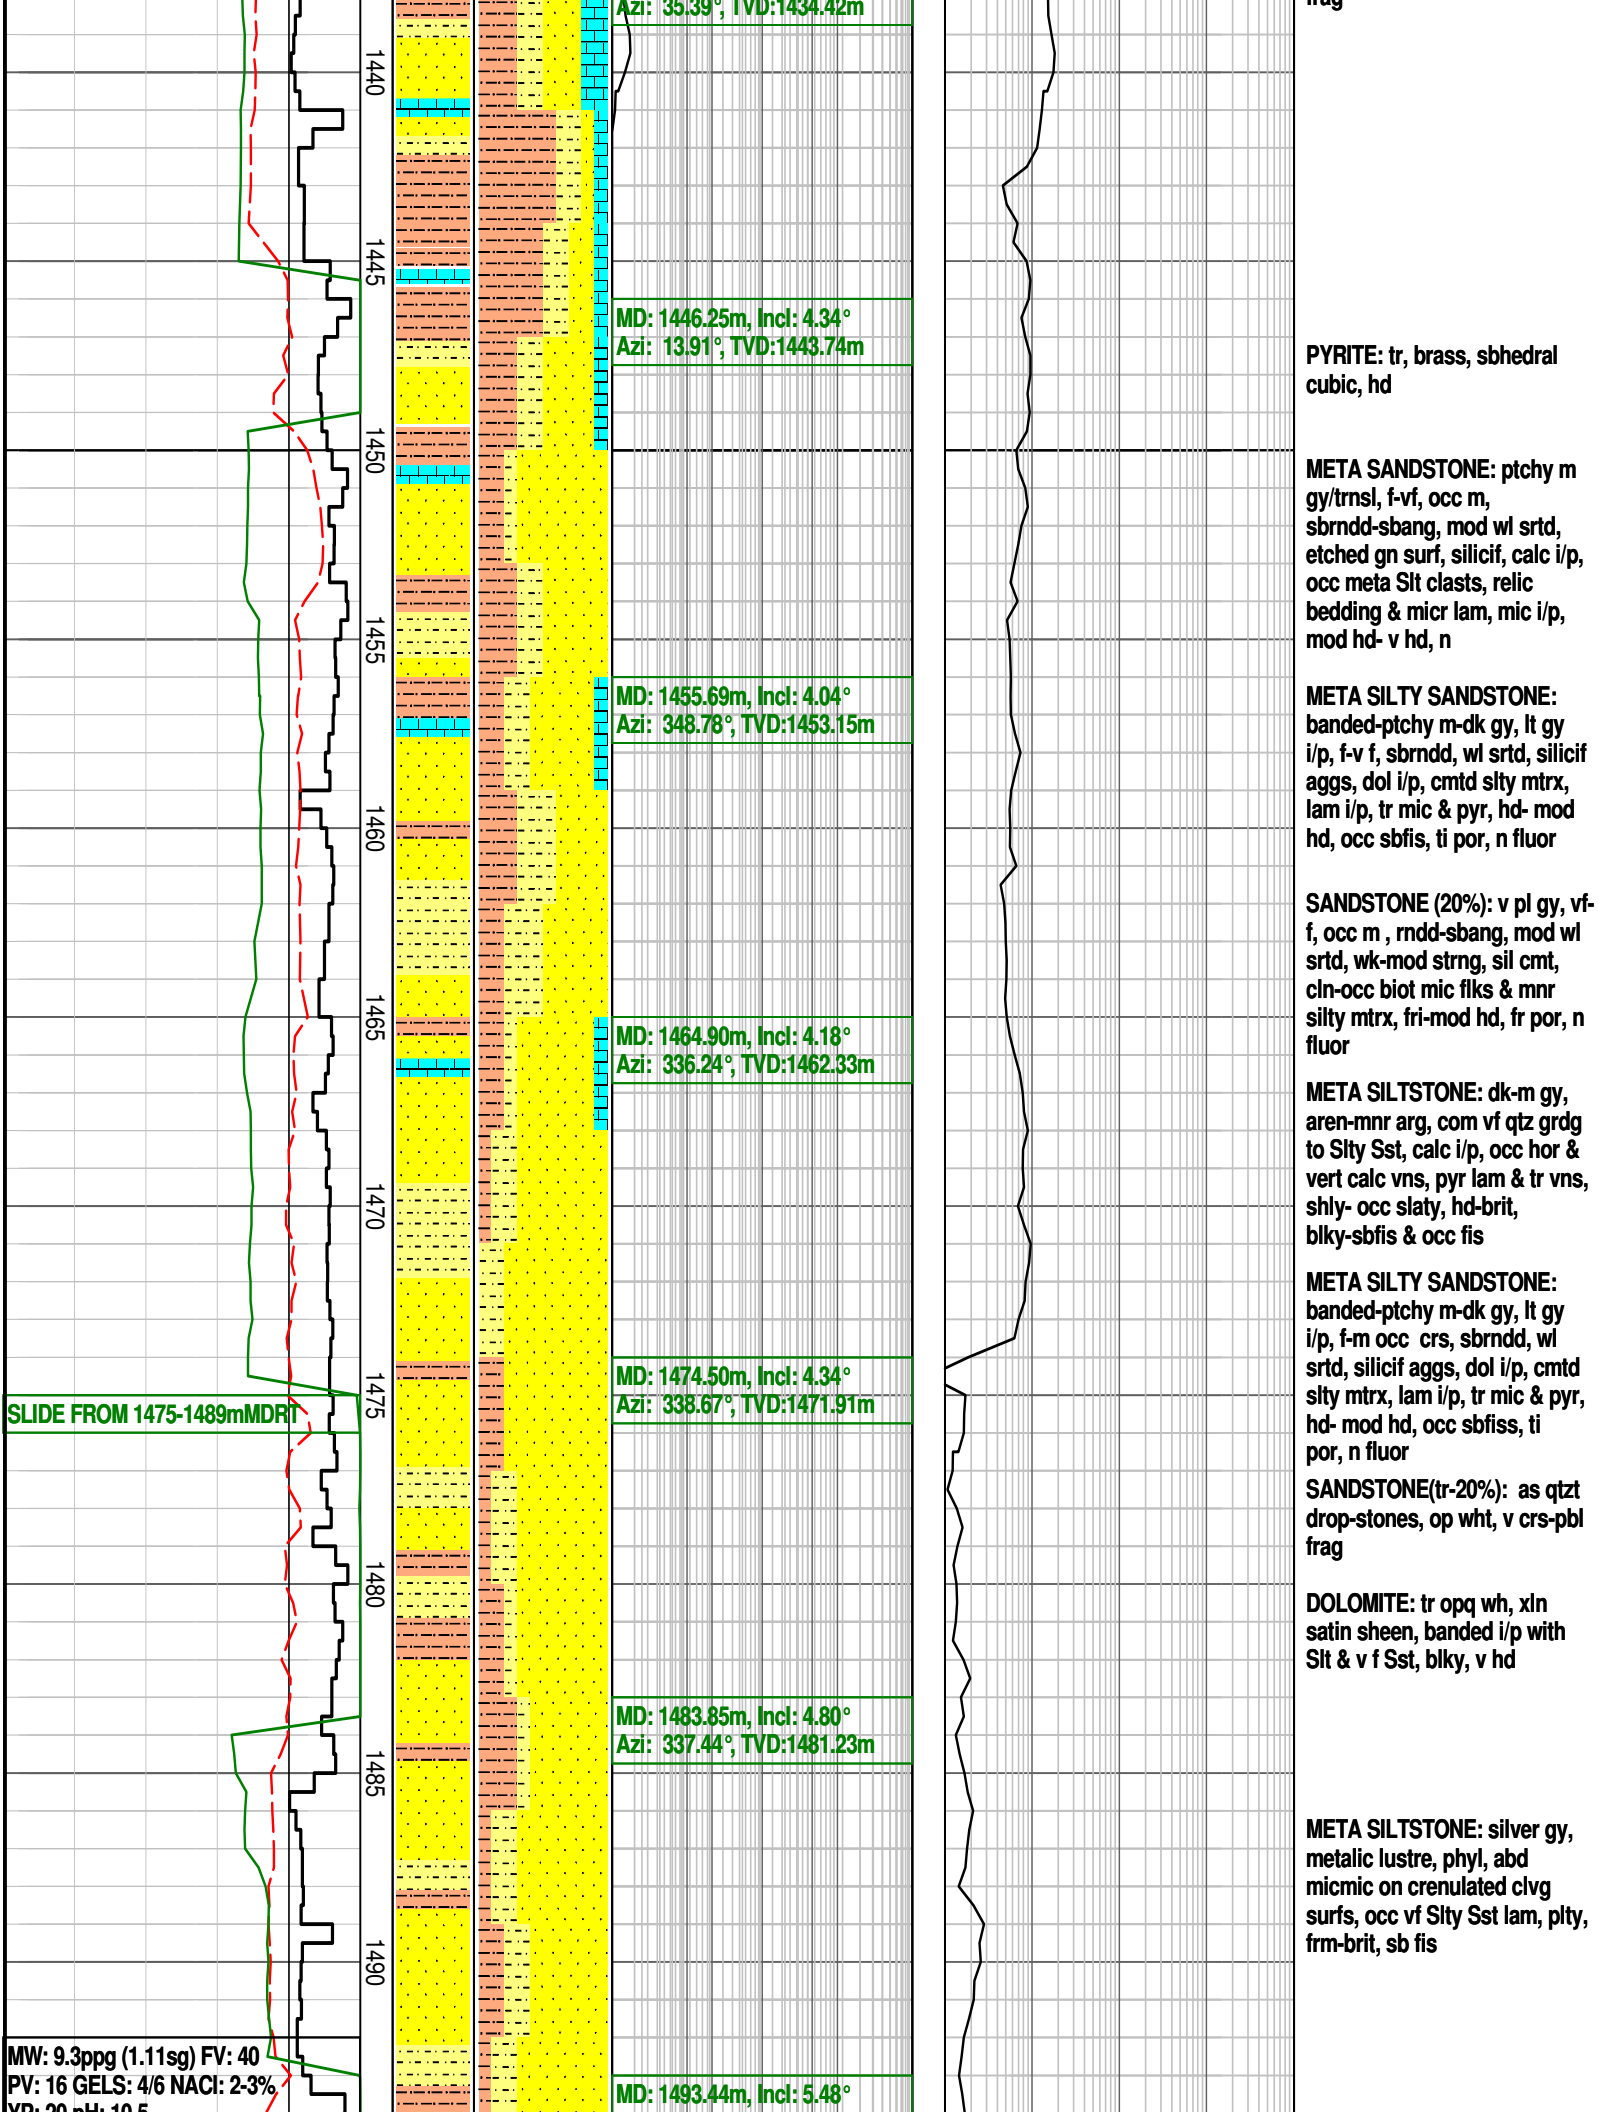 Azi: 35.39°, TVD:1434.42m
frag
1440
1445
MD: 1446.25m, Incl: 4.34°
Azi: 13.91°, TVD:1443.74m
PYRITE: tr, brass, sbhedral
cubic, hd
1450
META SANDSTONE: ptchy m
gy/trnsl, f-vf, occ m,
sbrndd-sbang, mod wl srtd,
etched gn surf, silicif, calc i/p,
occ meta Slt clasts, relic
bedding & micr lam, mic i/p,
mod hd- v hd, n
1455
MD: 1455.69m, Incl: 4.04°
Azi: 348.78°, TVD:1453.15m
META SILTY SANDSTONE:
banded-ptchy m-dk gy, lt gy
i/p, f-v f, sbrndd, wl srtd, silicif
aggs, dol i/p, cmtd slty mtrx,
lam i/p, tr mic & pyr, hd- mod
hd, occ sbfis, ti por, n fluor
1460
SANDSTONE (20%): v pl gy, vf-
f, occ m , rndd-sbang, mod wl
srtd, wk-mod strng, sil cmt,
cln-occ biot mic flks & mnr
silty mtrx, fri-mod hd, fr por, n
fluor
1465
MD: 1464.90m, Incl: 4.18°
Azi: 336.24°, TVD:1462.33m
META SILTSTONE: dk-m gy,
aren-mnr arg, com vf qtz grdg
to Slty Sst, calc i/p, occ hor &
vert calc vns, pyr lam & tr vns,
shly- occ slaty, hd-brit,
blky-sbfis & occ fis
1470
META SILTY SANDSTONE:
banded-ptchy m-dk gy, lt gy
i/p, f-m occ crs, sbrndd, wl
srtd, silicif aggs, dol i/p, cmtd
slty mtrx, lam i/p, tr mic & pyr,
hd- mod hd, occ sbfiss, ti
por, n fluor
MD: 1474.50m, Incl: 4.34°
Azi: 338.67°, TVD:1471.91m
1475
SLIDE FROM 1475-1489mMDRT
SANDSTONE(tr-20%): as qtzt
drop-stones, op wht, v crs-pbl
frag
1480
DOLOMITE: tr opq wh, xln
satin sheen, banded i/p with
Slt & v f Sst, blky, v hd
MD: 1483.85m, Incl: 4.80°
Azi: 337.44°, TVD:1481.23m
1485
META SILTSTONE: silver gy,
metalic lustre, phyl, abd
micmic on crenulated clvg
surfs, occ vf Slty Sst lam, plty,
frm-brit, sb fis
1490
MW: 9.3ppg (1.11sg) FV: 40
PV: 16 GELS: 4/6 NACl: 2-3%
YP: 20 pH: 10.5
MD: 1493.44m, Incl: 5.48°